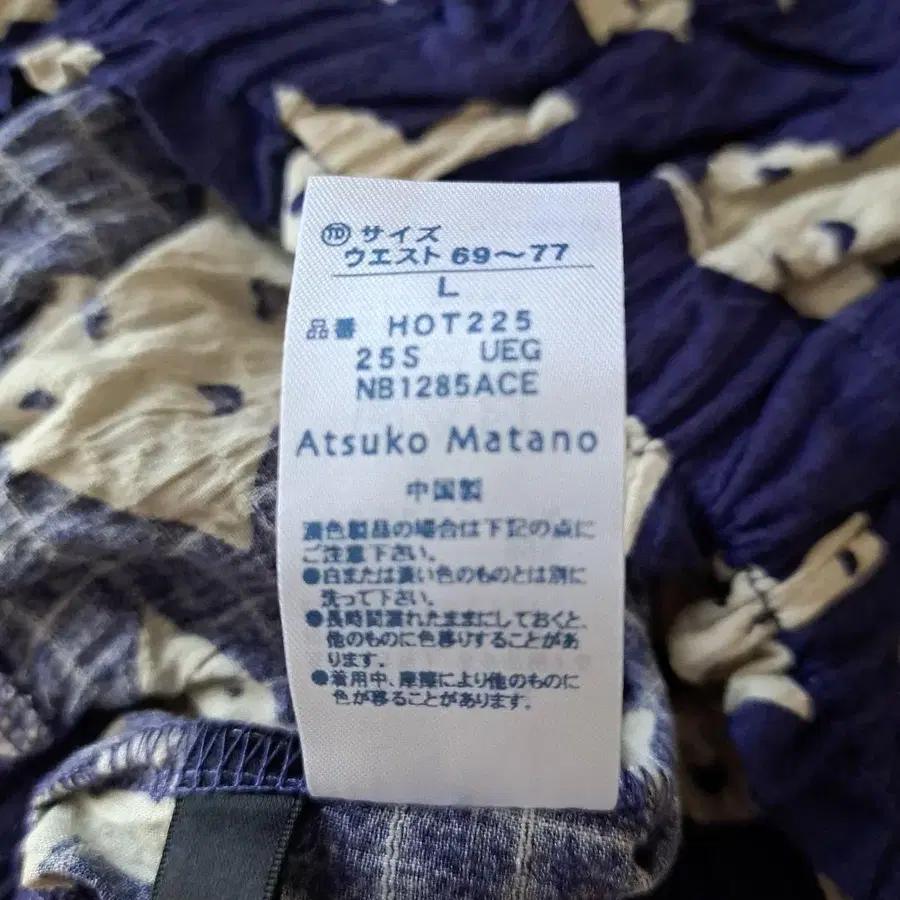 TD サイズ
ウエスト 69～77
L
品番 HOT225
25S UEG
NB1285ACE
Atsuko Matano
中国製
濃色製品の場合は下記の点に
ご注意下さい。
●白または濃い色のものとは別に
洗って下さい。
●長時間濡れたままにしておくと、
他のものに色移りすることがあ
ります。
●着用中、摩擦により他のものに
色が移ることがあります。